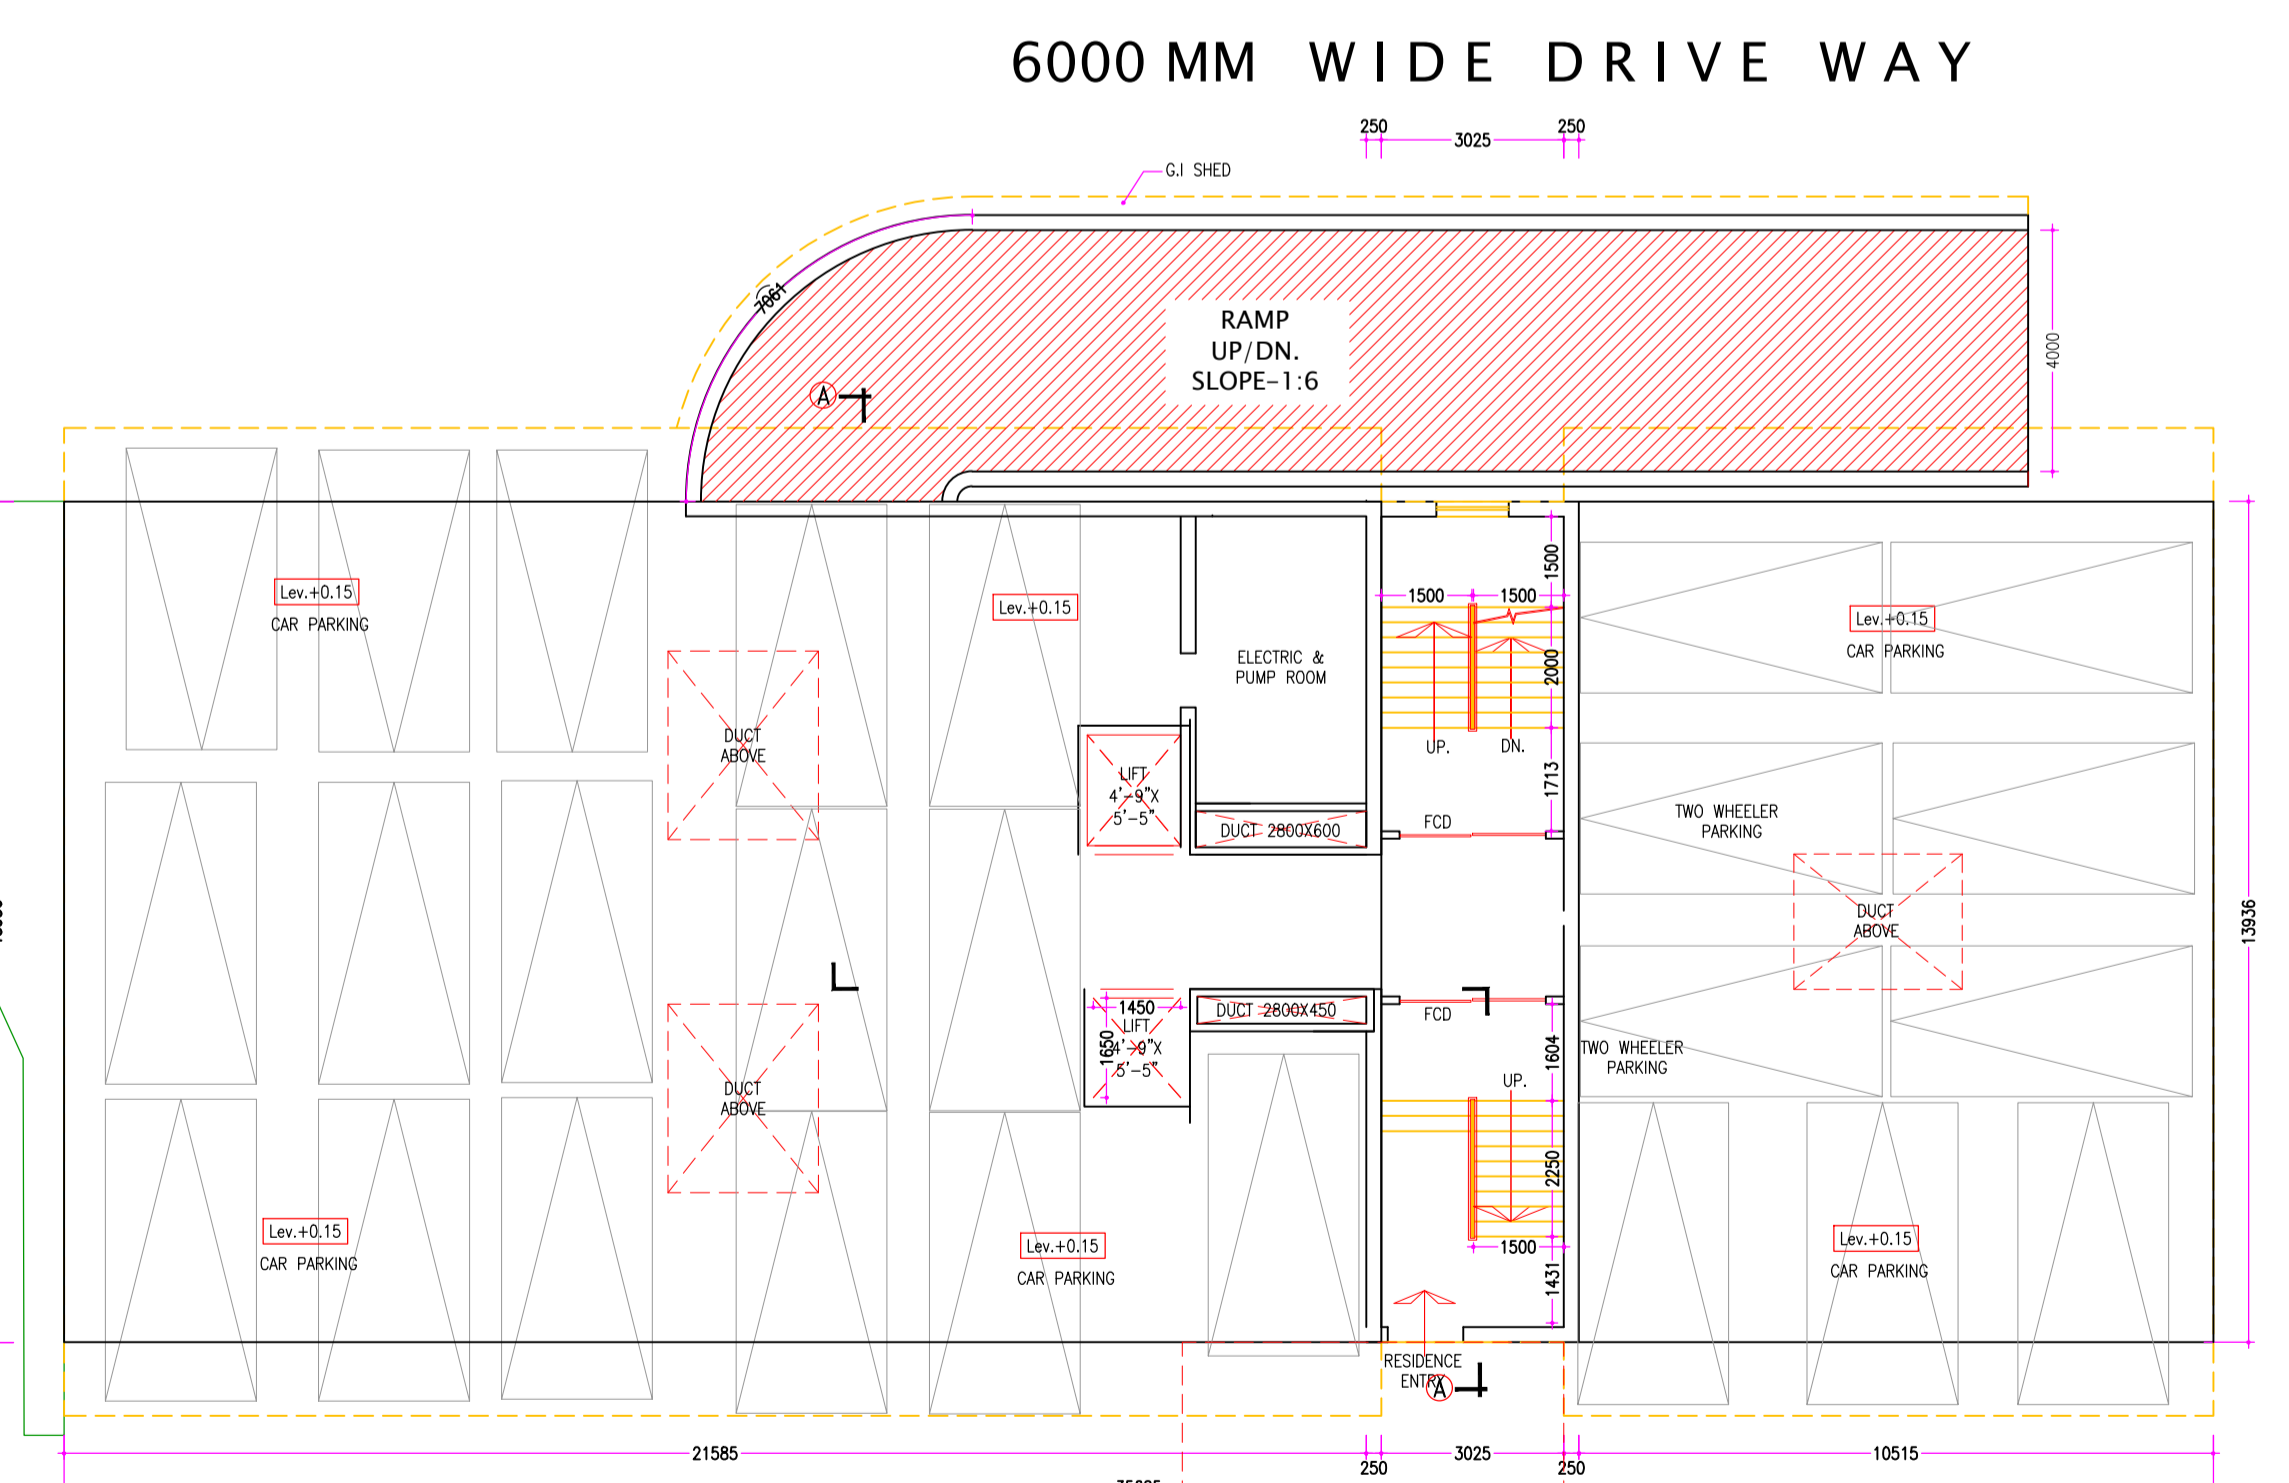 6000 MM WIDE DRIVE WAY
250
3025
250
G.I SHED
7061
RAMP
UP/DN.
SLOPE-1:6
4000
A
Lev.+0.15
CAR PARKING
Lev.+0.15
ELECTRIC &
PUMP ROOM
1500
1500
1500
2000
Lev.+0.15
CAR PARKING
DUCT
ABOVE
UP.
DN.
LIFT
4'-9"X
5'-5"
1713
FCD
DUCT 2800X600
TWO WHEELER
PARKING
DUCT
ABOVE
13936
1450
LIFT
4'-9"X
5'-5"
1650
DUCT 2800X450
FCD
1604
TWO WHEELER
PARKING
DUCT
ABOVE
UP.
2250
Lev.+0.15
CAR PARKING
Lev.+0.15
CAR PARKING
1500
1431
Lev.+0.15
CAR PARKING
RESIDENCE
ENTRY
A
21585
250
3025
250
10515